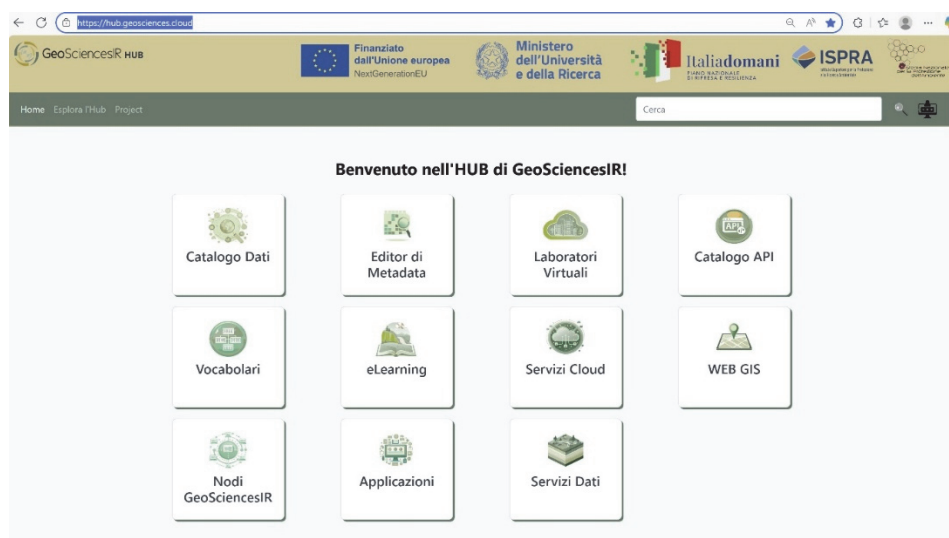 https://hub.geosciences.cloud
GeoSciencesIR HUB
Finanziato
dall'Unione europea
NextGenerationEU
Ministero
dell'Università
e della Ricerca
Italiadomani
PIANO NAZIONALE
DI RIPRESA E RESILIENZA
ISPRA
Home Esplora l'Hub Project
Cerca
Benvenuto nell'HUB di GeoSciencesIR!
Catalogo Dati
Editor di
Metadata
Laboratori
Virtuali
API
Catalogo API
Vocabolari
eLearning
Servizi Cloud
WEB GIS
Nodi
GeoSciencesIR
Applicazioni
Servizi Dati